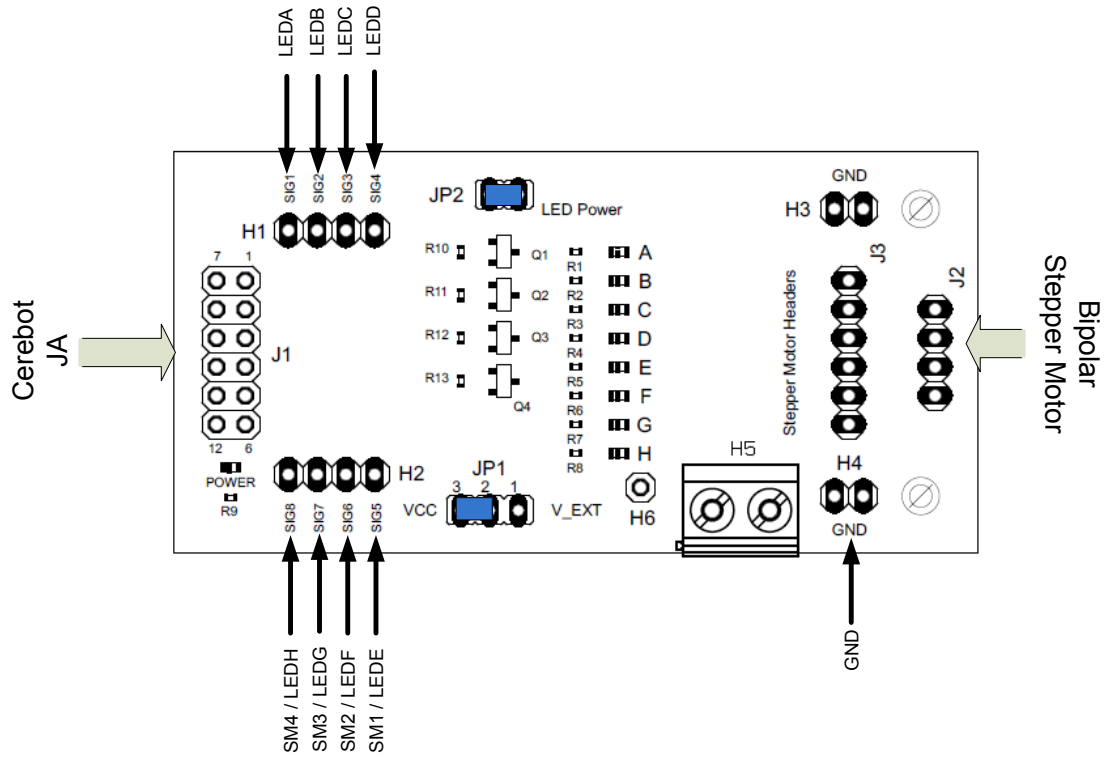 LEDA
LEDB
LEDC
LEDD
SIG1
SIG2
SIG3
SIG4
H1
JP2
LED Power
GND
H3
J3
J2
7 1
J1
12 6
POWER
R9
R10
R11
R12
R13
Q1
Q2
Q3
Q4
R1
R2
R3
R4
R5
R6
R7
R8
A
B
C
D
E
F
G
H
Stepper Motor Headers
Cerebot
JA
Bipolar
Stepper Motor
H2
SIG8
SIG7
SIG6
SIG5
JP1
3 2 1
VCC
V_EXT
H6
H5
H4
GND
SM4 / LEDH
SM3 / LEDG
SM2 / LEDF
SM1 / LEDE
GND